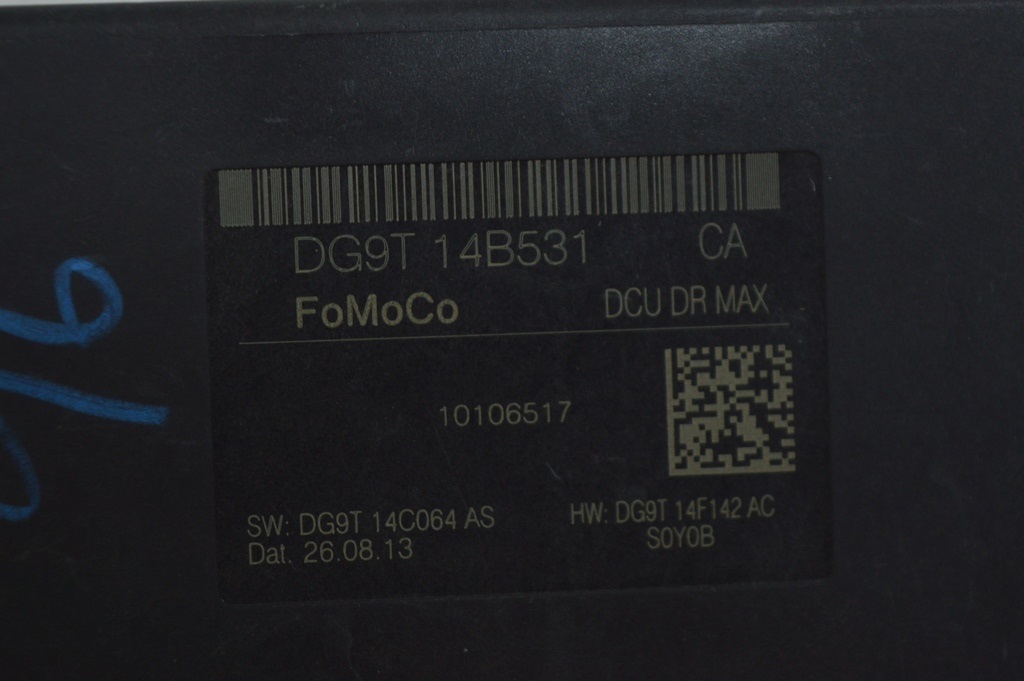 DG9T 14B531 CA
FoMoCo DCU DR MAX
10106517
SW: DG9T 14C064 AS
Dat. 26.08.13
HW: DG9T 14F142 AC
S0Y0B